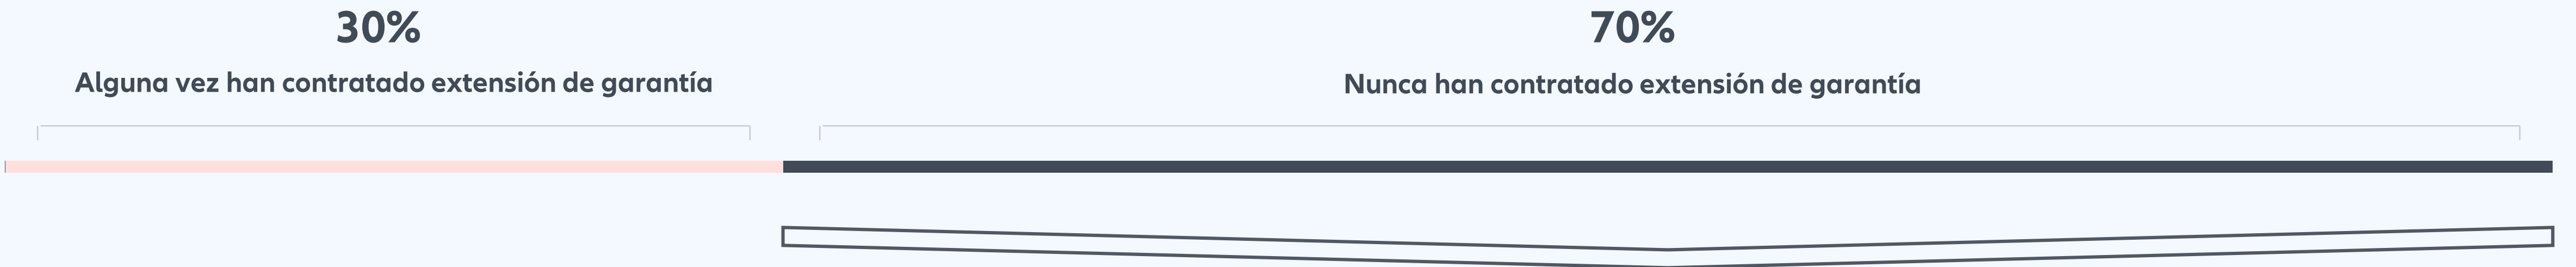 30%
Alguna vez han contratado extensión de garantía
70%
Nunca han contratado extensión de garantía